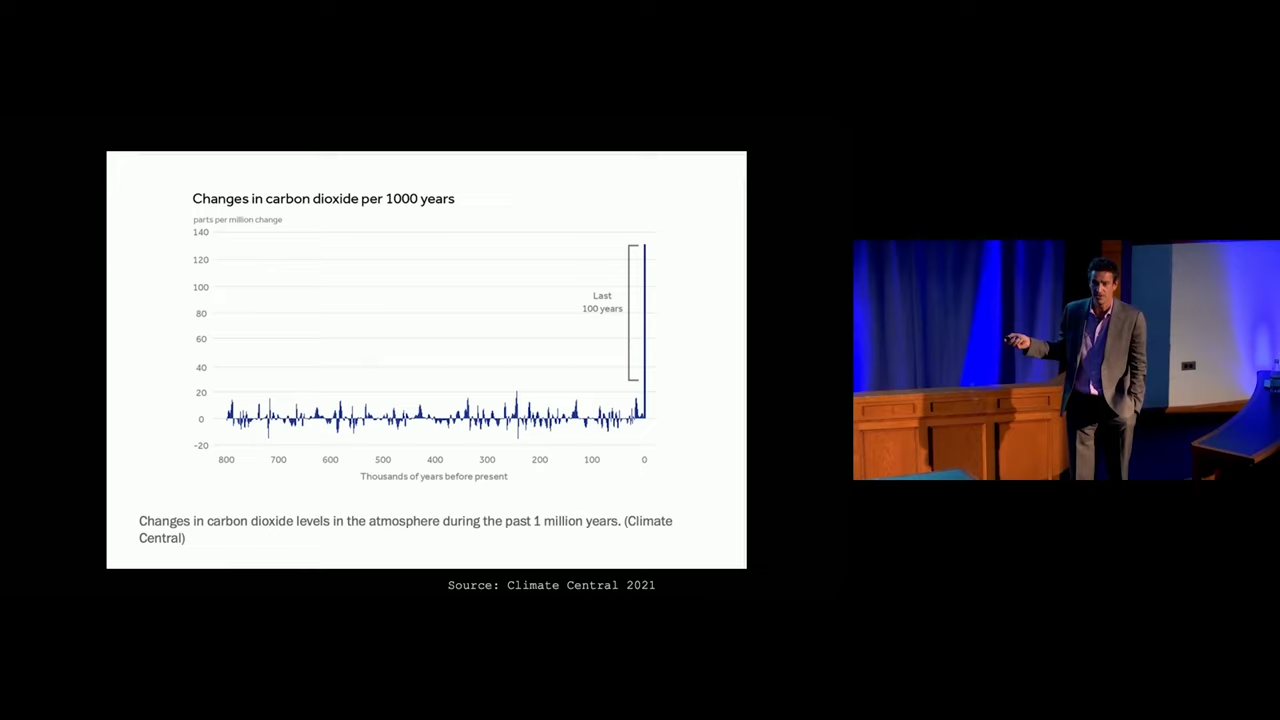 Changes in carbon dioxide per 1000 years
parts per million change
140
120
100
80
60
40
20
0
-20
Last
100 years
800 700 600 500 400 300 200 100 0
Thousands of years before present
Changes in carbon dioxide levels in the atmosphere during the past 1 million years. (Climate
Central)
Source: Climate Central 2021